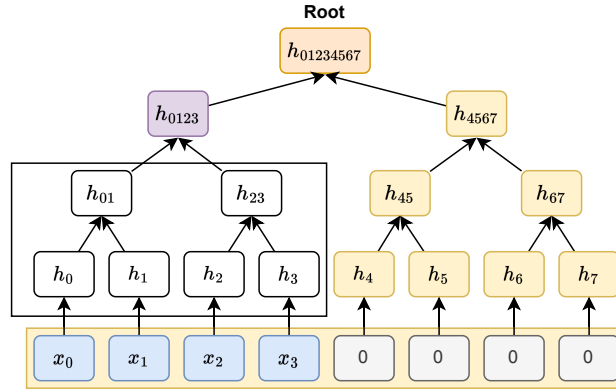 Root
h₀₁₂₃₄₅₆₇
h₀₁₂₃ h₄₅₆₇
h₀₁ h₂₃ h₄₅ h₆₇
h₀ h₁ h₂ h₃ h₄ h₅ h₆ h₇
x₀ x₁ x₂ x₃ 0 0 0 0